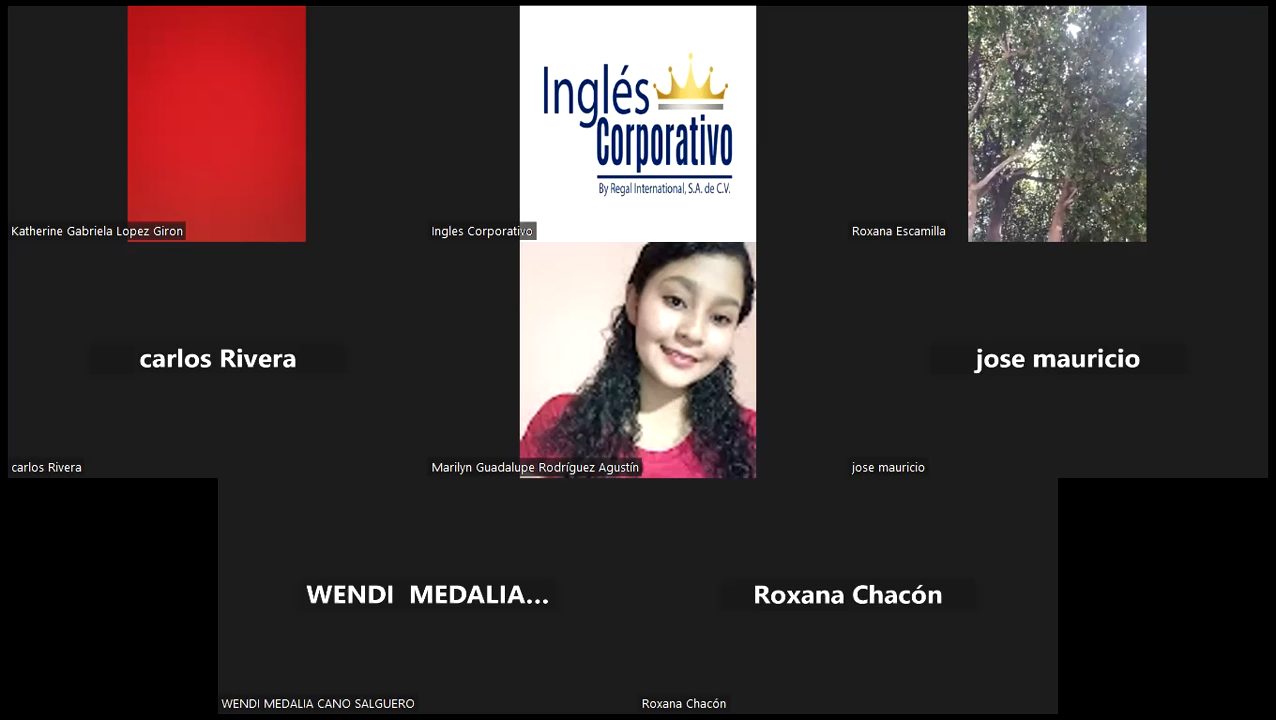 Inglés
Corporativo
By Regal International, S.A. de C.V.
Katherine Gabriela Lopez Giron
Ingles Corporativo
Roxana Escamilla
carlos Rivera
jose mauricio
carlos Rivera
Marilyn Guadalupe Rodríguez Agustín
jose mauricio
WENDI MEDALIA...
Roxana Chacón
WENDI MEDALIA CANO SALGUERO
Roxana Chacón